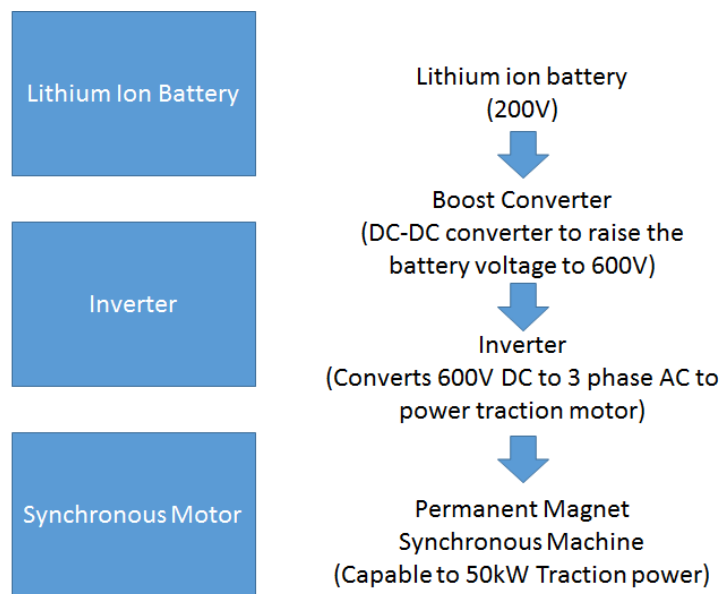 Lithium Ion Battery
Inverter
Synchronous Motor
Lithium ion battery
(200V)
Boost Converter
(DC-DC converter to raise the
battery voltage to 600V)
Inverter
(Converts 600V DC to 3 phase AC to
power traction motor)
Permanent Magnet
Synchronous Machine
(Capable to 50kW Traction power)